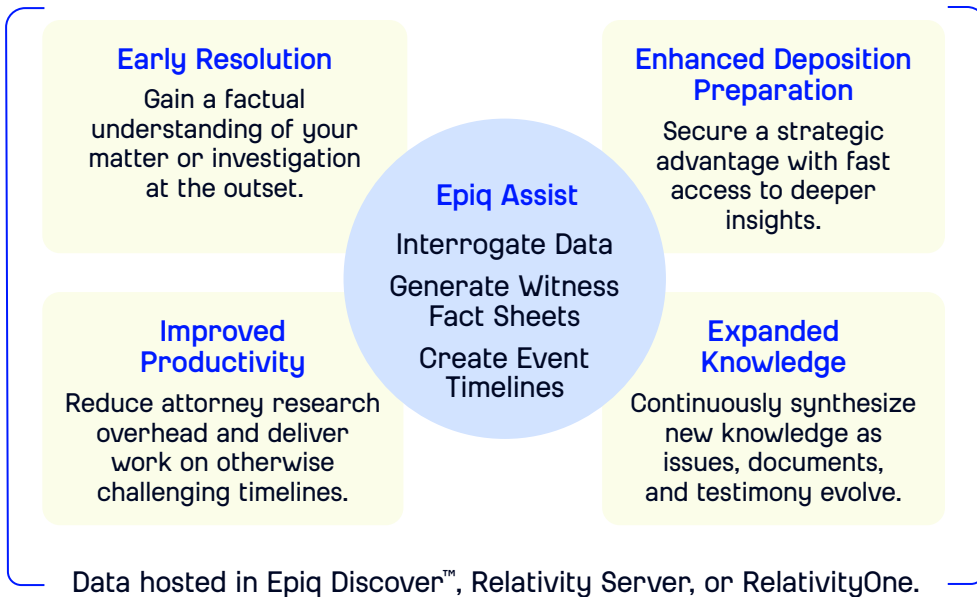 Early Resolution
Gain a factual
understanding of your
matter or investigation
at the outset.
Enhanced Deposition
Preparation
Secure a strategic
advantage with fast
access to deeper
insights.
Epiq Assist
Interrogate Data
Generate Witness
Fact Sheets
Create Event
Timelines
Improved
Productivity
Reduce attorney research
overhead and deliver
work on otherwise
challenging timelines.
Expanded
Knowledge
Continuously synthesize
new knowledge as
issues, documents,
and testimony evolve.
Data hosted in Epiq Discover™, Relativity Server, or RelativityOne.